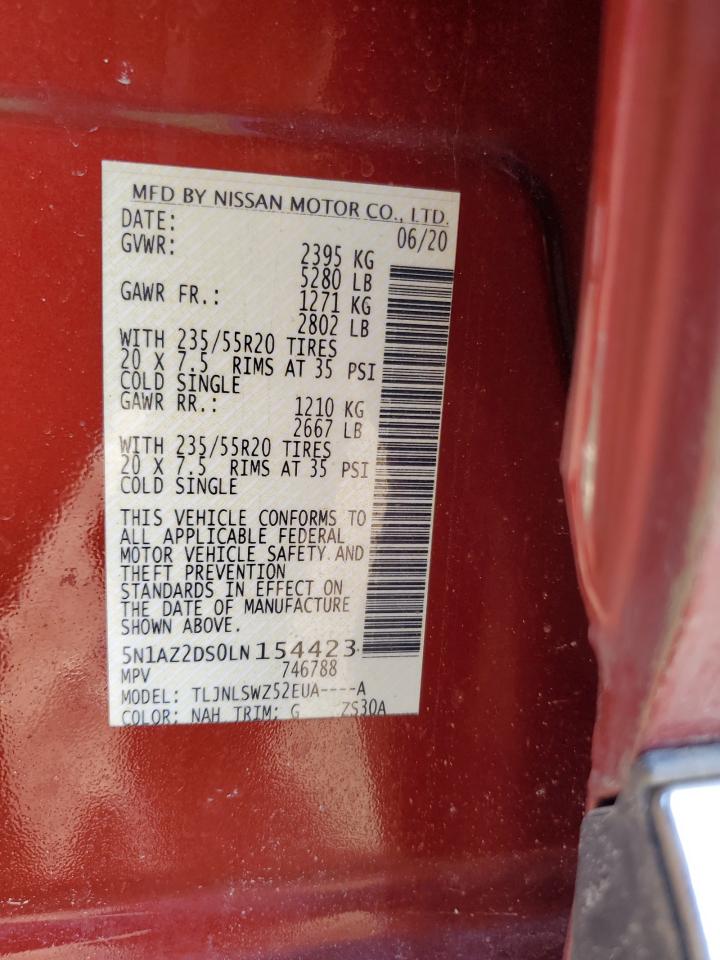 MFD BY NISSAN MOTOR CO., LTD.
DATE: 06/20
GVWR: 2395 KG
5280 LB
GAWR FR.: 1271 KG
2802 LB
WITH 235/55R20 TIRES
20 X 7.5 RIMS AT 35 PSI
COLD SINGLE
GAWR RR.: 1210 KG
2667 LB
WITH 235/55R20 TIRES
20 X 7.5 RIMS AT 35 PSI
COLD SINGLE
THIS VEHICLE CONFORMS TO
ALL APPLICABLE FEDERAL
MOTOR VEHICLE SAFETY AND
THEFT PREVENTION
STANDARDS IN EFFECT ON
THE DATE OF MANUFACTURE
SHOWN ABOVE.
5N1AZ2DS0LN154423
MPV 746788
MODEL: TLJNLSWZ52EUA----A
COLOR: NAH TRIM: G ZS30A